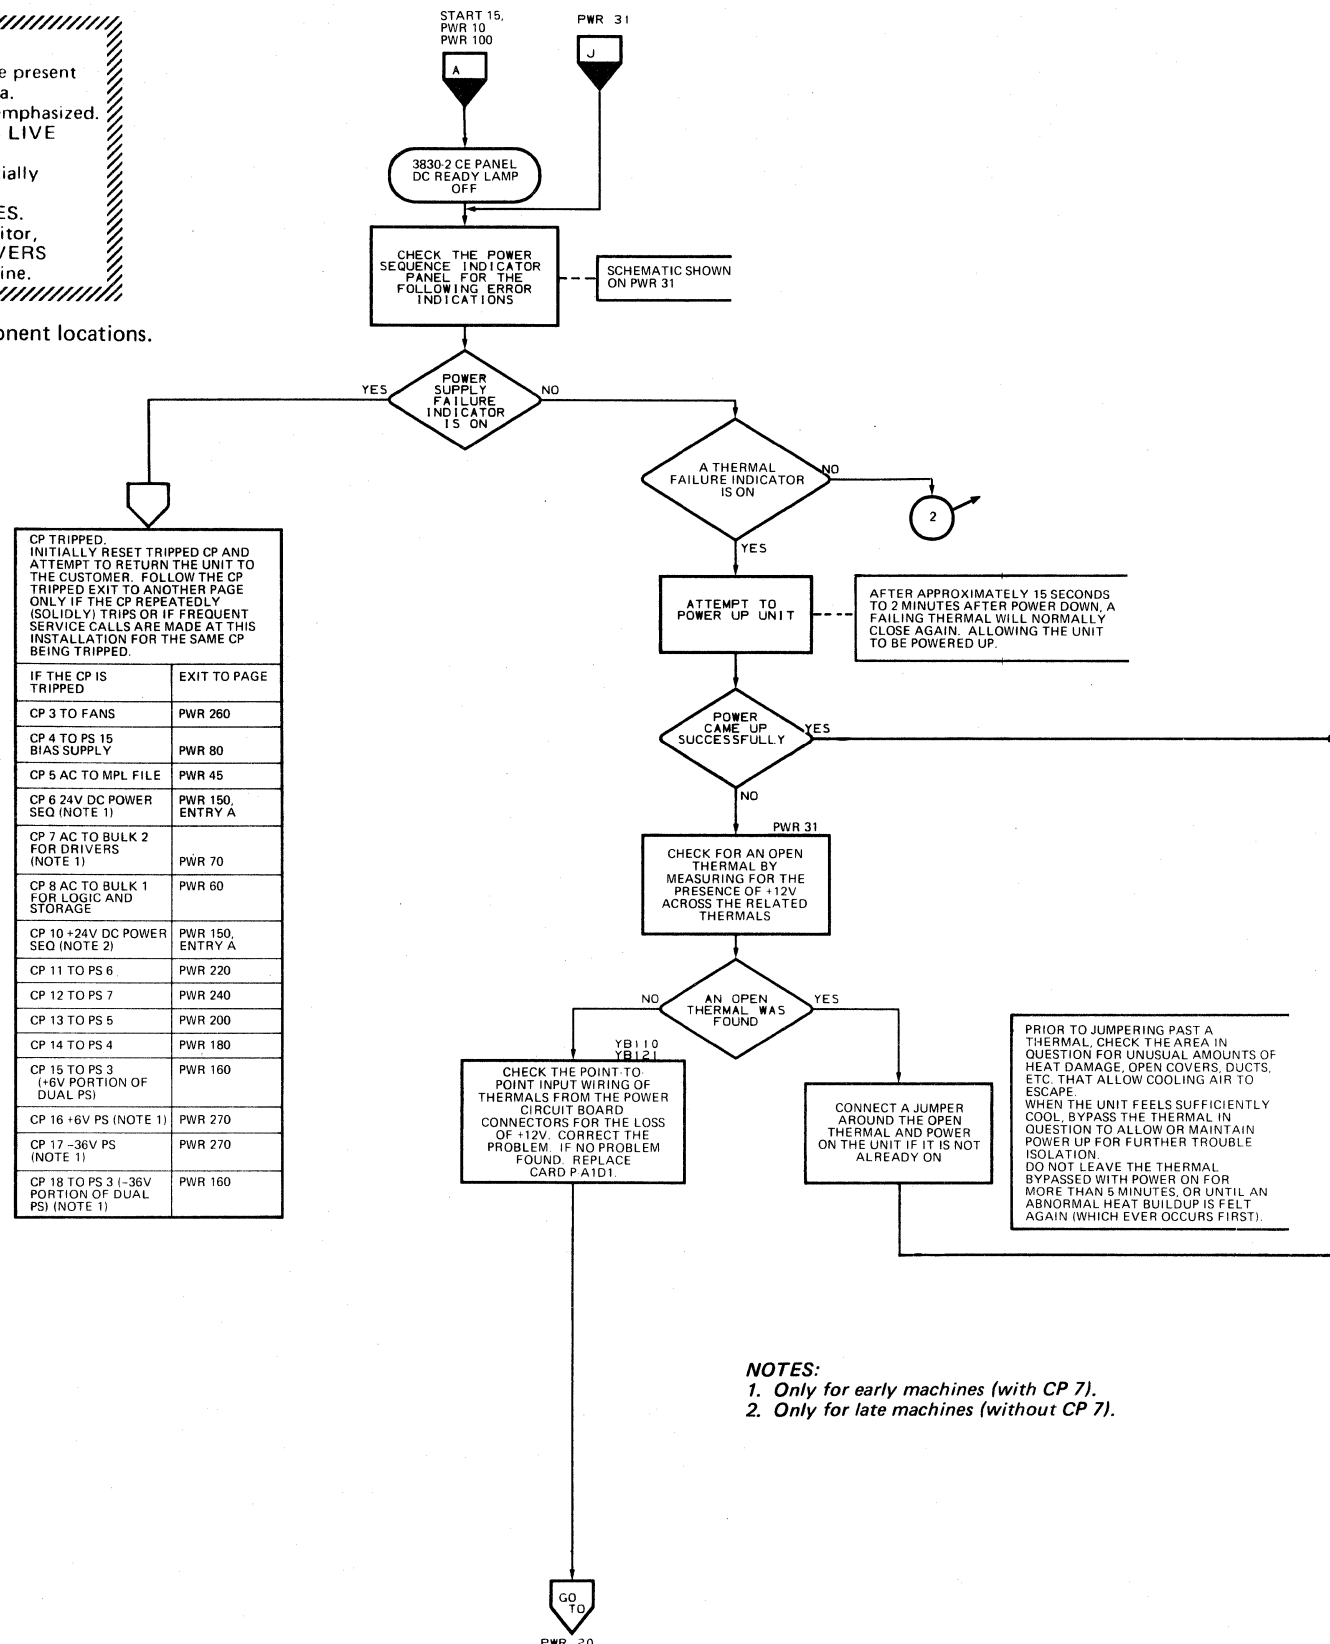 START 15,
PWR 10
PWR 100
PWR 31
A
J
e present
a.
mphasized.
LIVE
ially
ES.
itor,
VERS
ine.
onent locations.
3830-2 CE PANEL
DC READY LAMP
OFF
CHECK THE POWER
SEQUENCE INDICATOR
PANEL FOR THE
FOLLOWING ERROR
INDICATIONS
SCHEMATIC SHOWN
ON PWR 31
YES
POWER
SUPPLY
FAILURE
INDICATOR
IS ON
NO
A THERMAL
FAILURE INDICATOR
IS ON
NO
2
YES
CP TRIPPED.
INITIALLY RESET TRIPPED CP AND
ATTEMPT TO RETURN THE UNIT TO
THE CUSTOMER. FOLLOW THE CP
TRIPPED EXIT TO ANOTHER PAGE
ONLY IF THE CP REPEATEDLY
(SOLIDLY) TRIPS OR IF FREQUENT
SERVICE CALLS ARE MADE AT THIS
INSTALLATION FOR THE SAME CP
BEING TRIPPED.
IF THE CP IS
TRIPPED
EXIT TO PAGE
CP 3 TO FANS
PWR 260
CP 4 TO PS 15
BIAS SUPPLY
PWR 80
CP 5 AC TO MPL FILE
PWR 45
CP 6 24V DC POWER
SEQ (NOTE 1)
PWR 150,
ENTRY A
CP 7 AC TO BULK 2
FOR DRIVERS
(NOTE 1)
PWR 70
CP 8 AC TO BULK 1
FOR LOGIC AND
STORAGE
PWR 60
CP 10 +24V DC POWER
SEQ (NOTE 2)
PWR 150,
ENTRY A
CP 11 TO PS 6
PWR 220
CP 12 TO PS 7
PWR 240
CP 13 TO PS 5
PWR 200
CP 14 TO PS 4
PWR 180
CP 15 TO PS 3
(+6V PORTION OF
DUAL PS)
PWR 160
CP 16 +6V PS (NOTE 1)
PWR 270
CP 17 -36V PS
(NOTE 1)
PWR 270
CP 18 TO PS 3 (-36V
PORTION OF DUAL
PS) (NOTE 1)
PWR 160
ATTEMPT TO
POWER UP UNIT
AFTER APPROXIMATELY 15 SECONDS
TO 2 MINUTES AFTER POWER DOWN, A
FAILING THERMAL WILL NORMALLY
CLOSE AGAIN. ALLOWING THE UNIT
TO BE POWERED UP.
POWER
CAME UP
SUCCESSFULLY
YES
NO
PWR 31
CHECK FOR AN OPEN
THERMAL BY
MEASURING FOR THE
PRESENCE OF +12V
ACROSS THE RELATED
THERMALS
NO
AN OPEN
THERMAL WAS
FOUND
YES
YB110
YB121
CHECK THE POINT-TO-
POINT INPUT WIRING OF
THERMALS FROM THE POWER
CIRCUIT BOARD
CONNECTORS FOR THE LOSS
OF +12V. CORRECT THE
PROBLEM. IF NO PROBLEM
FOUND. REPLACE
CARD P-A1D1.
CONNECT A JUMPER
AROUND THE OPEN
THERMAL AND POWER
ON THE UNIT IF IT IS NOT
ALREADY ON
PRIOR TO JUMPERING PAST A
THERMAL, CHECK THE AREA IN
QUESTION FOR UNUSUAL AMOUNTS OF
HEAT DAMAGE, OPEN COVERS, DUCTS,
ETC. THAT ALLOW COOLING AIR TO
ESCAPE.
WHEN THE UNIT FEELS SUFFICIENTLY
COOL, BYPASS THE THERMAL IN
QUESTION TO ALLOW OR MAINTAIN
POWER UP FOR FURTHER TROUBLE
ISOLATION.
DO NOT LEAVE THE THERMAL
BYPASSED WITH POWER ON FOR
MORE THAN 5 MINUTES, OR UNTIL AN
ABNORMAL HEAT BUILDUP IS FELT
AGAIN (WHICH EVER OCCURS FIRST).
NOTES:
1. Only for early machines (with CP 7).
2. Only for late machines (without CP 7).
GO
TO
PWR 20